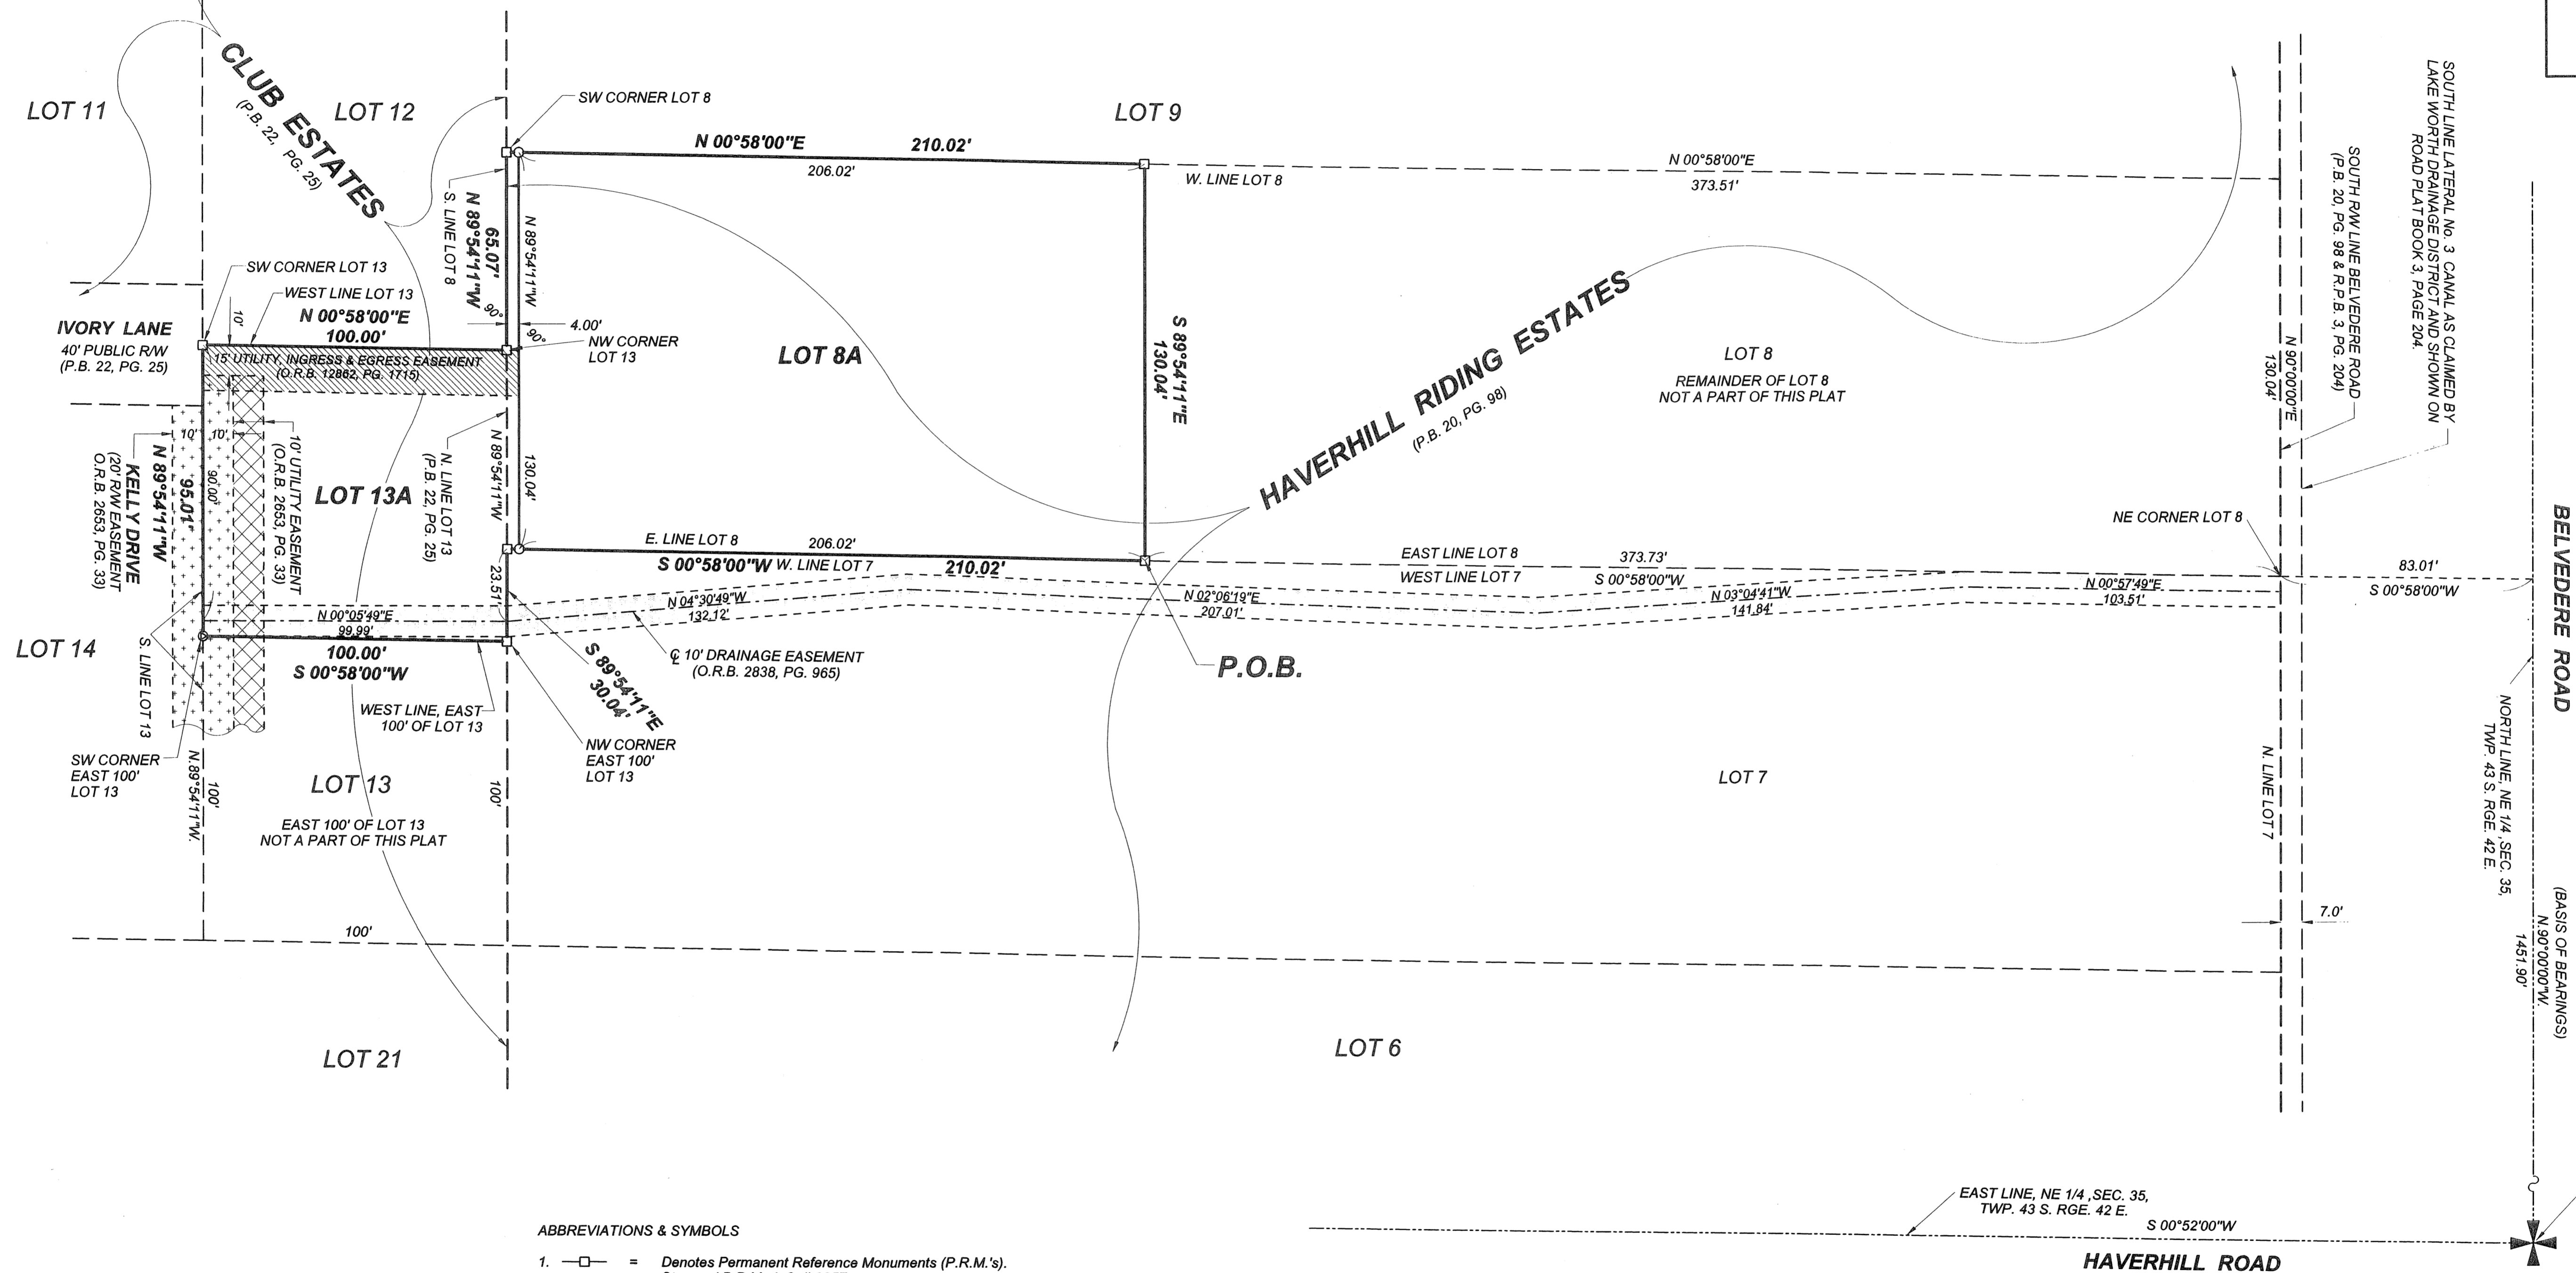 CLUB ESTATES
(P.B. 22, PG. 25)
LOT 11
LOT 12
SW CORNER LOT 8
LOT 9
N 00°58'00"E 210.02'
206.02'
W. LINE LOT 8
N 00°58'00"E
373.51'
S. LINE LOT 8
N 89°54'11"W
65.07'
N 89°54'11"W
90°
90°
4.00'
NW CORNER
LOT 13
SW CORNER LOT 13
WEST LINE LOT 13
10'
N 00°58'00"E
100.00'
15' UTILITY, INGRESS & EGRESS EASEMENT
(O.R.B. 12862, PG. 1715)
IVORY LANE
40' PUBLIC R/W
(P.B. 22, PG. 25)
LOT 8A
S 89°54'11"E
130.04'
HAVERHILL RIDING ESTATES
(P.B. 20, PG. 98)
LOT 8
REMAINDER OF LOT 8
NOT A PART OF THIS PLAT
SOUTH LINE LATERAL No. 3 CANAL, AS CLAIMED BY
LAKE WORTH DRAINAGE DISTRICT AND SHOWN ON
ROAD PLAT BOOK 3, PAGE 204.
SOUTH R/W LINE BELVEDERE ROAD
(P.B. 20, PG. 98 & R.P.B. 3, PG. 204)
N 90°00'00"E
130.04'
10'
10'
90.00'
95.01'
N 89°54'11"W
KELLY DRIVE
(20' R/W EASEMENT
O.R.B. 2653, PG. 33)
10' UTILITY EASEMENT
(O.R.B. 2653, PG. 33)
LOT 13A
N. LINE LOT 13
(P.B. 22, PG. 25)
N 89°54'11"W
130.04'
23.51'
E. LINE LOT 8
206.02'
S 00°58'00"W W. LINE LOT 7 210.02'
EAST LINE LOT 8
373.73'
WEST LINE LOT 7
S 00°58'00"W
NE CORNER LOT 8
83.01'
S 00°58'00"W
BELVEDERE ROAD
N 00°05'49"E
99.99'
N 04°30'49"W
132.12'
N 02°06'19"E
207.01'
N 03°04'41"W
141.84'
N 00°57'49"E
103.51'
100.00'
S 00°58'00"W
LOT 14
S. LINE LOT 13
℄ 10' DRAINAGE EASEMENT
(O.R.B. 2838, PG. 965)
P.O.B.
S 89°54'11"E
30.04'
WEST LINE, EAST
100' OF LOT 13
NW CORNER
EAST 100'
LOT 13
SW CORNER
EAST 100'
LOT 13
N.89°54'11"W.
100'
100'
LOT 13
EAST 100' OF LOT 13
NOT A PART OF THIS PLAT
LOT 7
N. LINE LOT 7
NORTH LINE, NE 1/4 ,SEC. 35,
TWP. 43 S. RGE. 42 E.
(BASIS OF BEARINGS)
N.90°00'00"W.
1451.90'
7.0'
100'
LOT 21
LOT 6
EAST LINE, NE 1/4 ,SEC. 35,
TWP. 43 S. RGE. 42 E.
S 00°52'00"W
HAVERHILL ROAD
ABBREVIATIONS & SYMBOLS
1. = Denotes Permanent Reference Monuments (P.R.M.'s).